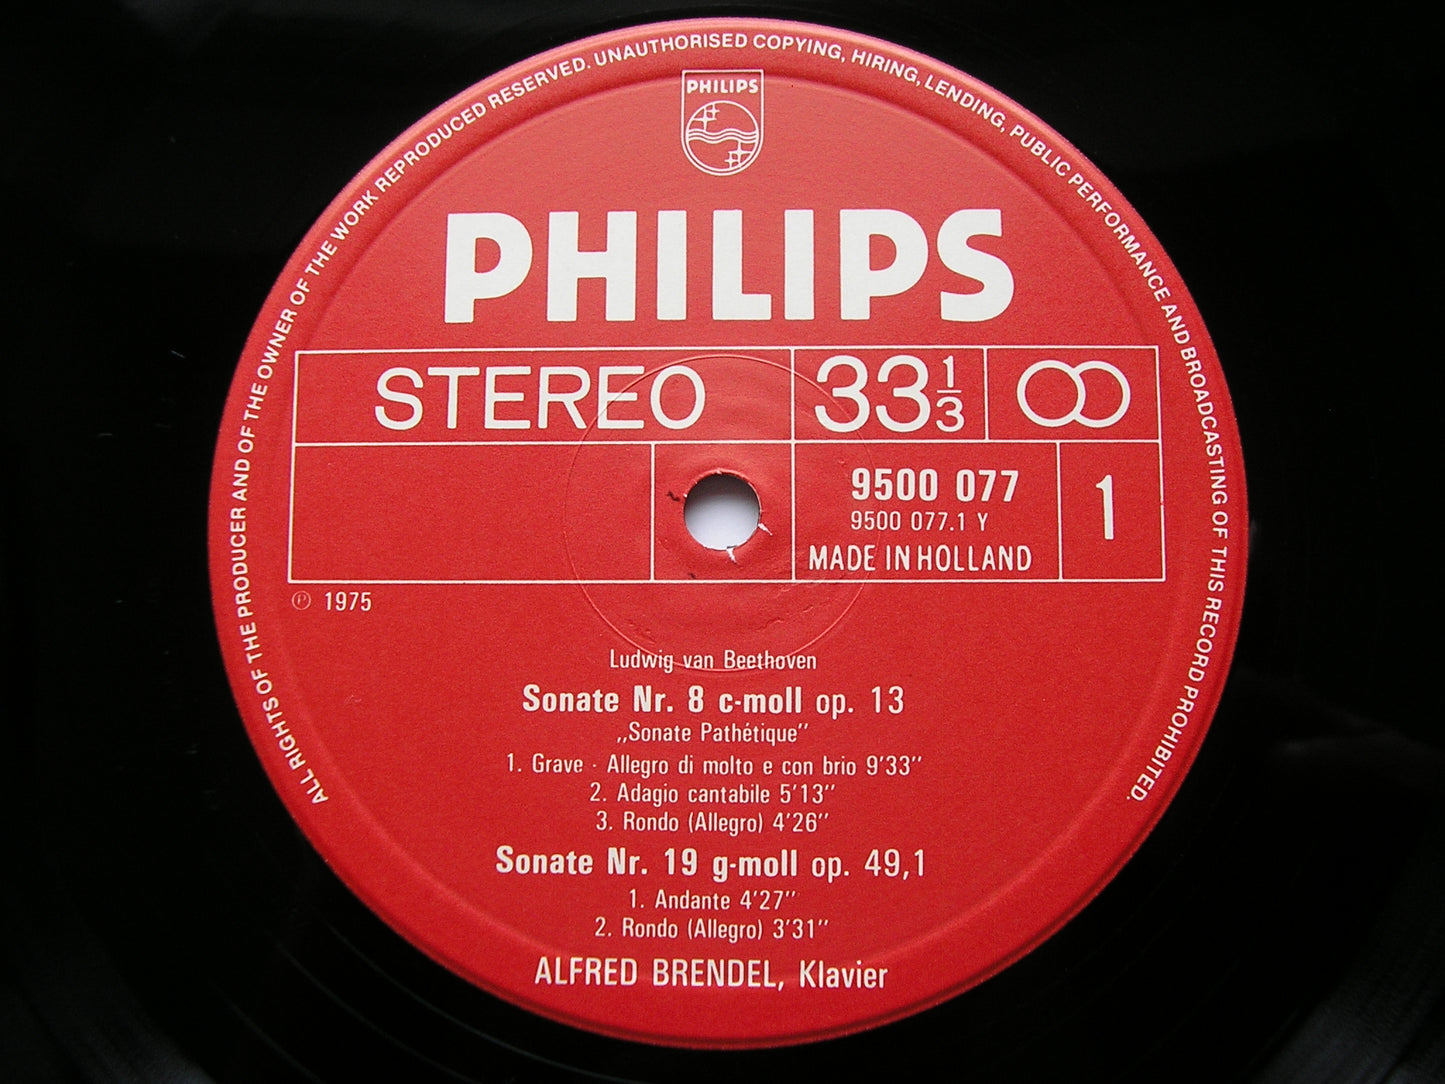 ALL RIGHTS OF THE PRODUCER AND OF THE OWNER OF THE WORK REPRODUCED RESERVED. UNAUTHORISED COPYING, HIRING, LENDING, PUBLIC PERFORMANCE AND BROADCASTING OF THIS RECORD PROHIBITED.
PHILIPS
PHILIPS
STEREO 33 1/3
9500 077 1
9500 077.1 Y
MADE IN HOLLAND
℗ 1975
Ludwig van Beethoven
Sonate Nr. 8 c-moll op. 13
„Sonate Pathétique”
1. Grave · Allegro di molto e con brio 9'33''
2. Adagio cantabile 5'13''
3. Rondo (Allegro) 4'26''
Sonate Nr. 19 g-moll op. 49,1
1. Andante 4'27''
2. Rondo (Allegro) 3'31''
ALFRED BRENDEL, Klavier